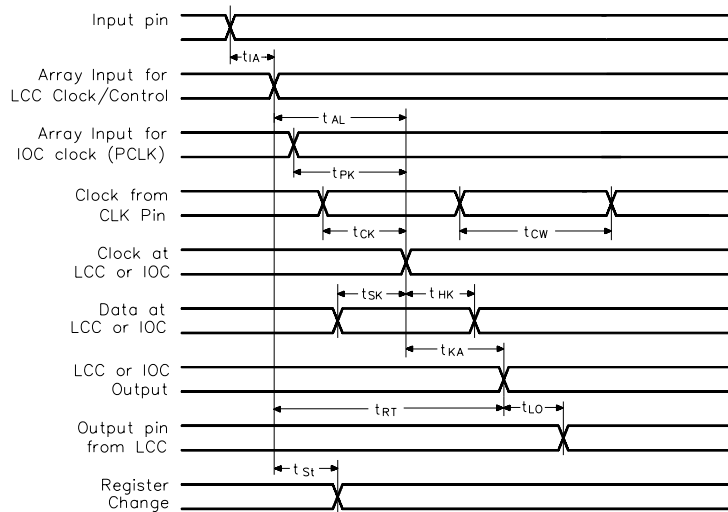 Input pin
tIA
Array Input for
LCC Clock/Control
tAL
Array Input for
IOC clock (PCLK)
tPK
Clock from
CLK Pin
tCK
tCW
Clock at
LCC or IOC
tSK
tHK
Data at
LCC or IOC
tKA
LCC or IOC
Output
tRT
tLO
Output pin
from LCC
tSt
Register
Change